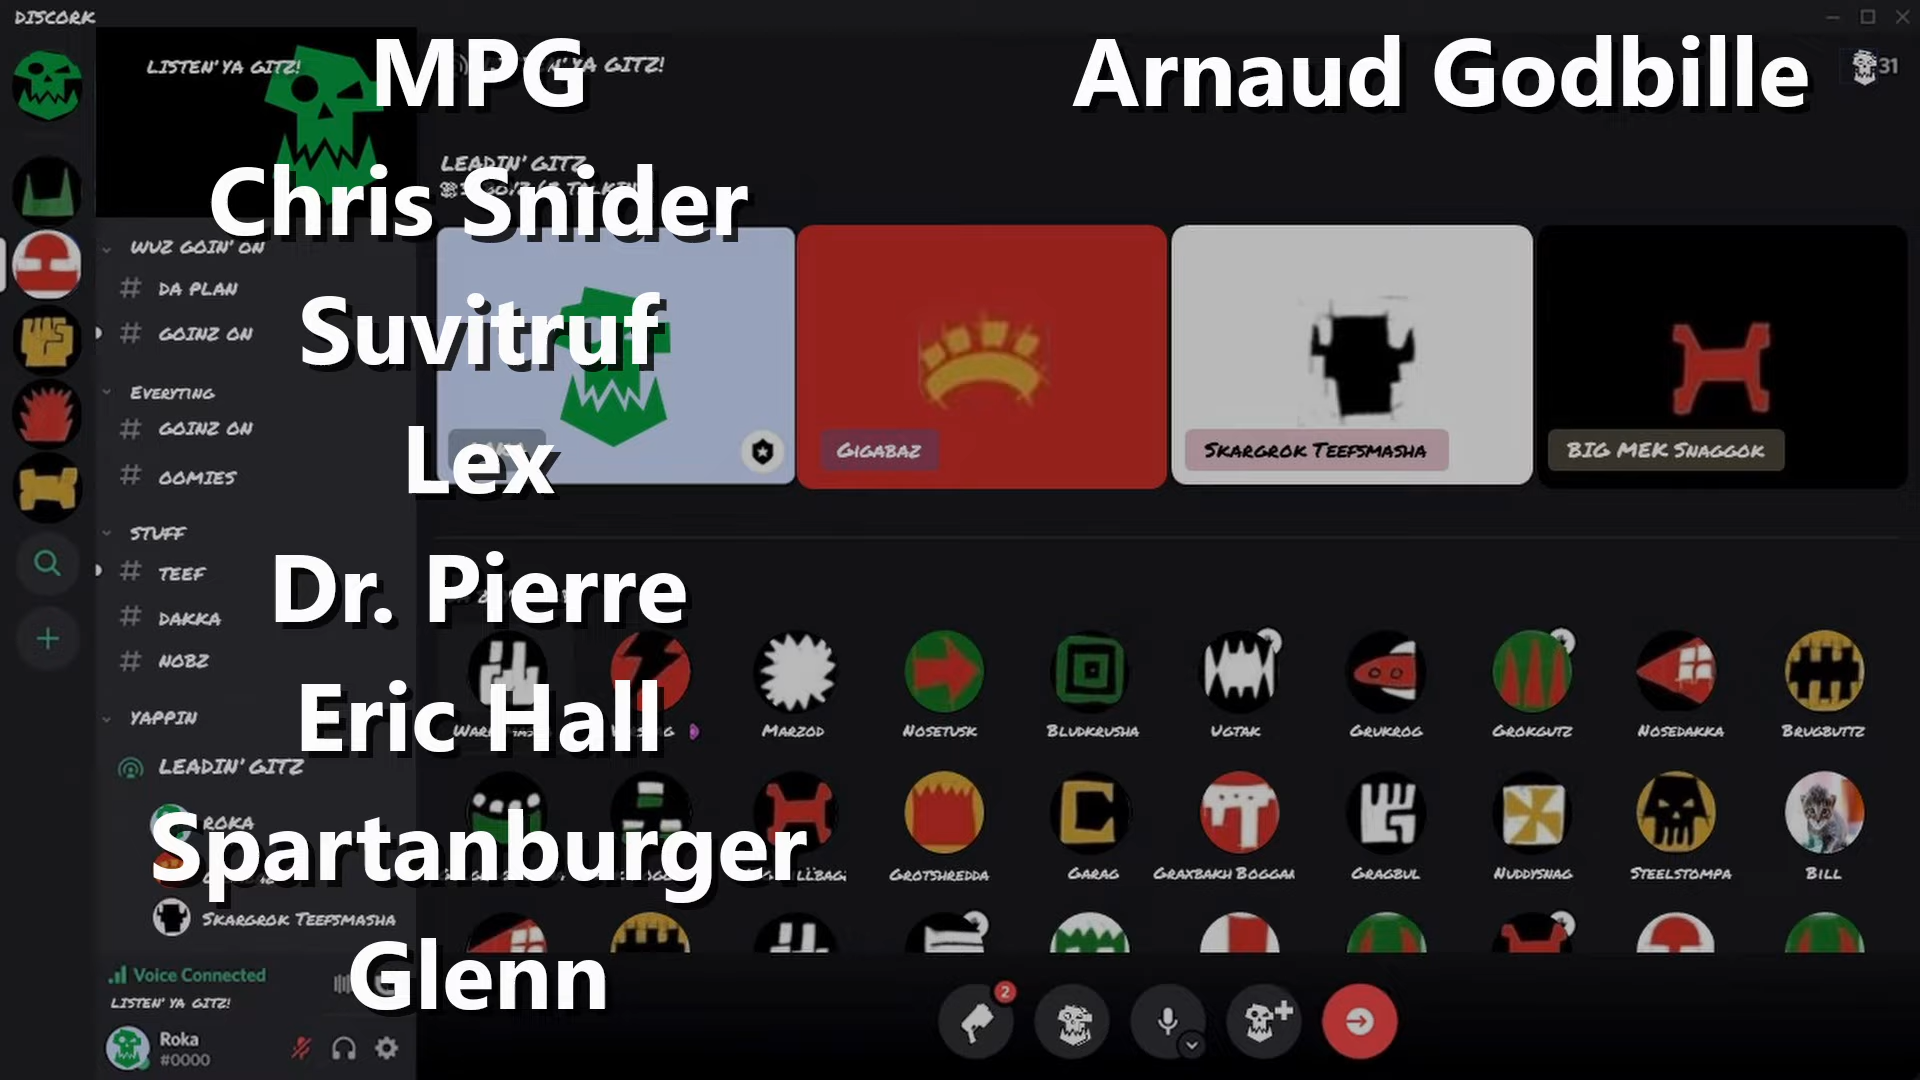 DISCORK
LISTEN' YA GITZ!
MPG
YA GITZ!
Arnaud Godbille
31
LEADIN' GITZ
Chris Snider
WUZ GOIN' ON
# DA PLAN
# GOINZ ON
Suvitruf
EVERYTING
# GOINZ ON
# OOMIES
Lex
GIGABAZ
SKARGROK TEEFSMASHA
BIG MEK SNAGGOK
STUFF
# TEEF
# DAKKA
# NOBZ
Dr. Pierre
YAPPIN
Eric Hall
MARZOD
NOSETUSK
BLUDKRUSHA
UGTAK
GRUKROG
GROKGUTZ
NOSEDAKKA
BRUGBUTTZ
LEADIN' GITZ
ROKA
Spartanburger
GROTSHREDDA
GARAG
GRAXBAKH BOGGAN
GRAGBUL
NUDDYSNAG
STEELSTOMPA
BILL
SKARGROK TEEFSMASHA
Voice Connected
LISTEN' YA GITZ!
Glenn
Roka
#0000
2